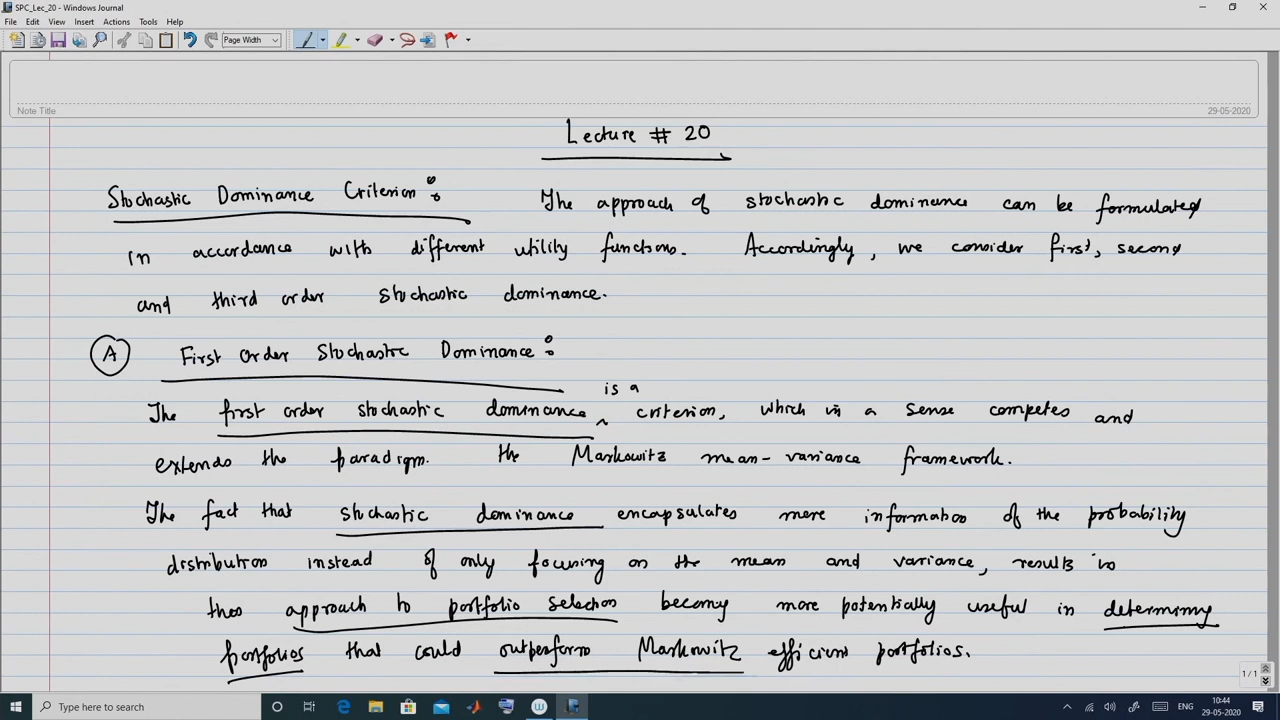 SPC_Lec_20 - Windows Journal
File Edit View Insert Actions Tools Help
Page Width
Note Title
29-05-2020
Lecture # 20
Stochastic Dominance Criterion : The approach of stochastic dominance can be formulated
in accordance with different utility functions. Accordingly, we consider first, second
and third order stochastic dominance.
A First Order Stochastic Dominance :
is a
The first order stochastic dominance ^ criterion, which in a sense competes and
extends the paradigm. the Markowitz mean-variance framework.
The fact that stochastic dominance encapsulates more information of the probability
distribution instead of only focusing on the mean and variance, results in
this approach to portfolio selection becoming more potentially useful in determining
portfolios that could outperform Markowitz efficient portfolios.
1/1
Type here to search
ENG
10:44
29-05-2020